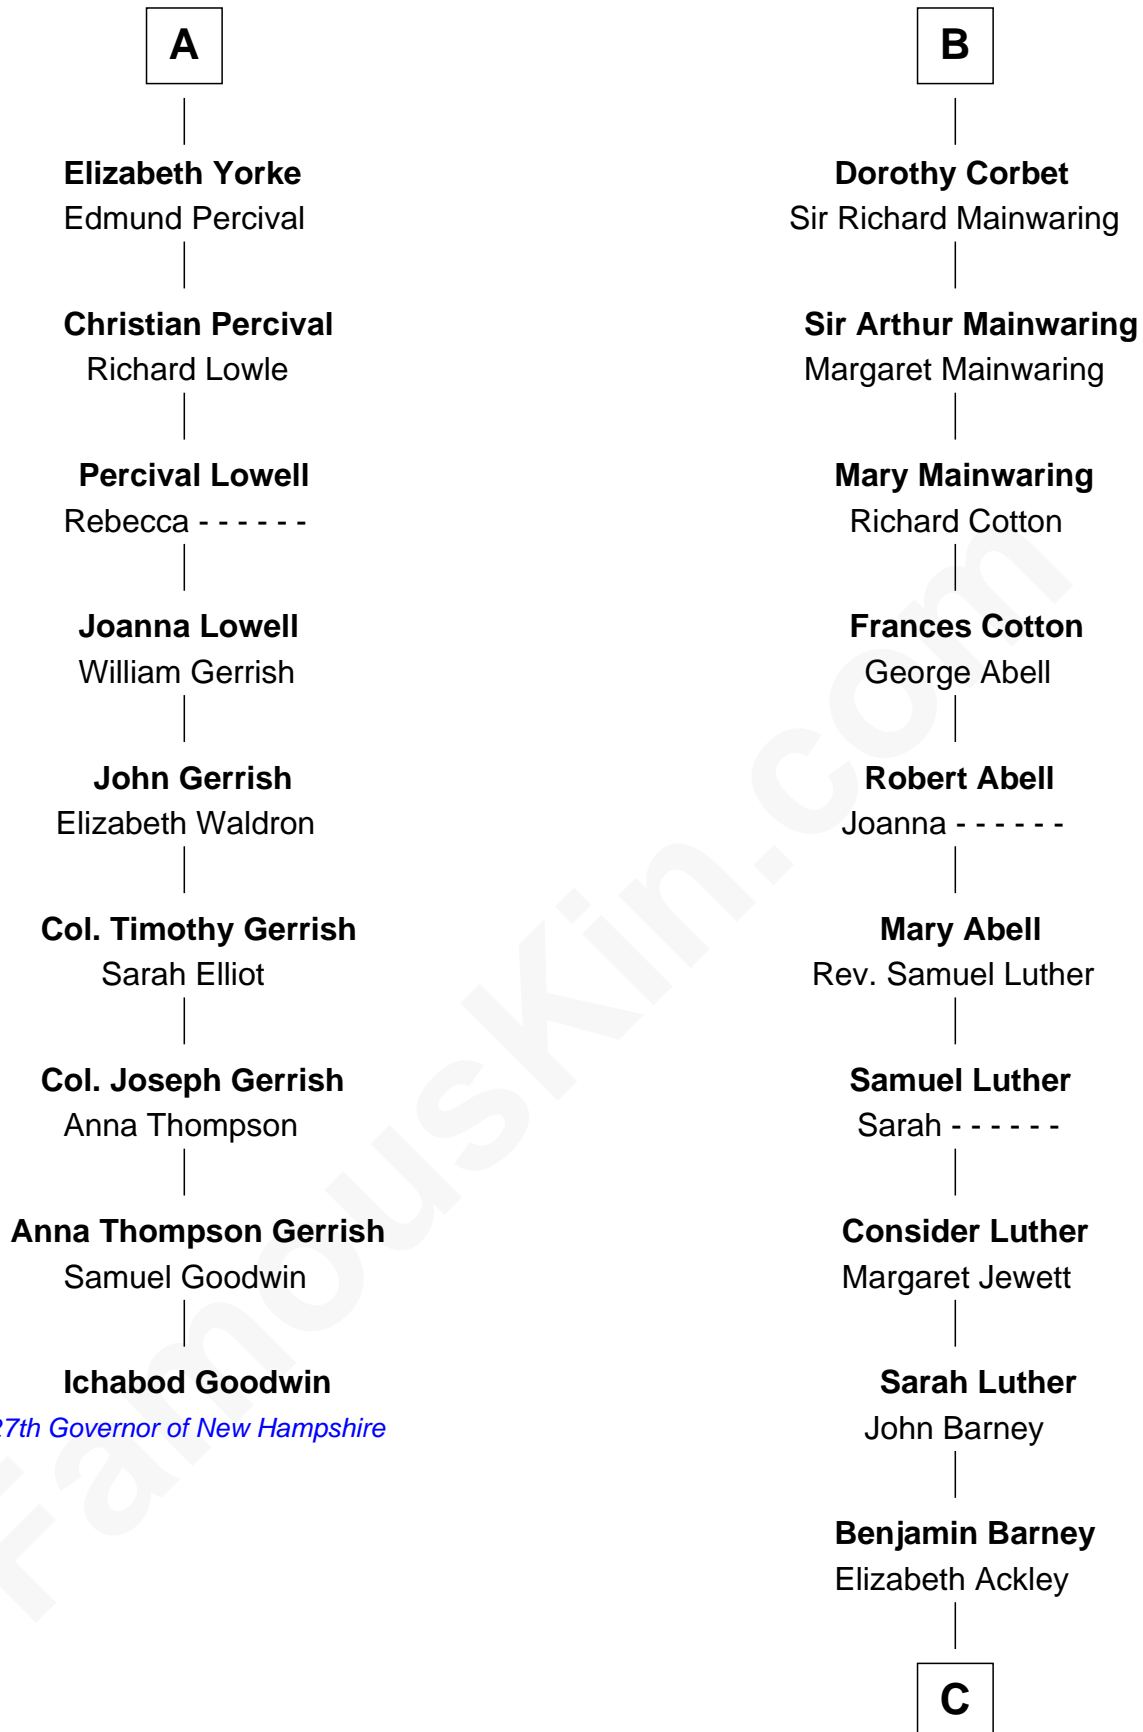 A
Elizabeth Yorke
Edmund Percival
Christian Percival
Richard Lowle
Percival Lowell
Rebecca - - - - - -
Joanna Lowell
William Gerrish
John Gerrish
Elizabeth Waldron
Col. Timothy Gerrish
Sarah Elliot
Col. Joseph Gerrish
Anna Thompson
Anna Thompson Gerrish
Samuel Goodwin
Ichabod Goodwin
27th Governor of New Hampshire
B
Dorothy Corbet
Sir Richard Mainwaring
Sir Arthur Mainwaring
Margaret Mainwaring
Mary Mainwaring
Richard Cotton
Frances Cotton
George Abell
Robert Abell
Joanna - - - - - -
Mary Abell
Rev. Samuel Luther
Samuel Luther
Sarah - - - - - -
Consider Luther
Margaret Jewett
Sarah Luther
John Barney
Benjamin Barney
Elizabeth Ackley
C
FamousKin.com